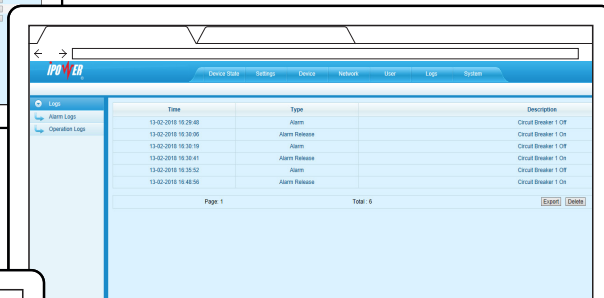 iPOWER
Device State Settings Device Network User Logs System
Logs
Alarm Logs
Operation Logs
Time Type Description
13-02-2018 16:29:48 Alarm Circuit Breaker 1 Off
13-02-2018 16:30:06 Alarm Release Circuit Breaker 1 On
13-02-2018 16:30:19 Alarm Circuit Breaker 1 Off
13-02-2018 16:30:41 Alarm Release Circuit Breaker 1 On
13-02-2018 16:35:52 Alarm Circuit Breaker 1 Off
13-02-2018 16:48:56 Alarm Release Circuit Breaker 1 On
Page: 1 Total : 6 Export Delete